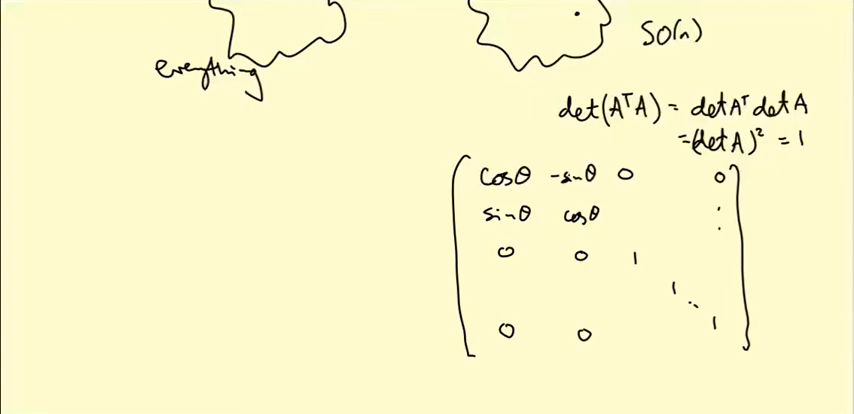 everything
SO(n)
det(AᵀA) = detAᵀ detA
=(detA)² = 1
cosθ -sinθ 0 0
sinθ cosθ :
0 0 1
1 ..
0 0 1